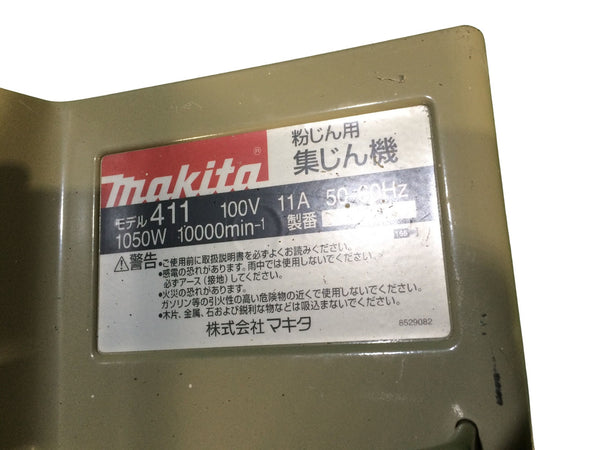 粉じん用
集じん機
makita®
モデル 411 100V 11A 50-60Hz
1050W 10000min-1 製番
⚠警告 •ご使用前に取扱説明書を必ずよくお読みください。
•感電の恐れがあります。雨中では使用しないでください。
必ずアース(接地)してください。
•火災の恐れがあります。
ガソリン等の引火性の高い危険物の近くで使用しないでください。
•木片、金属、石および鋭利な物などは吸込まないでください。
株式会社マキタ
8529082